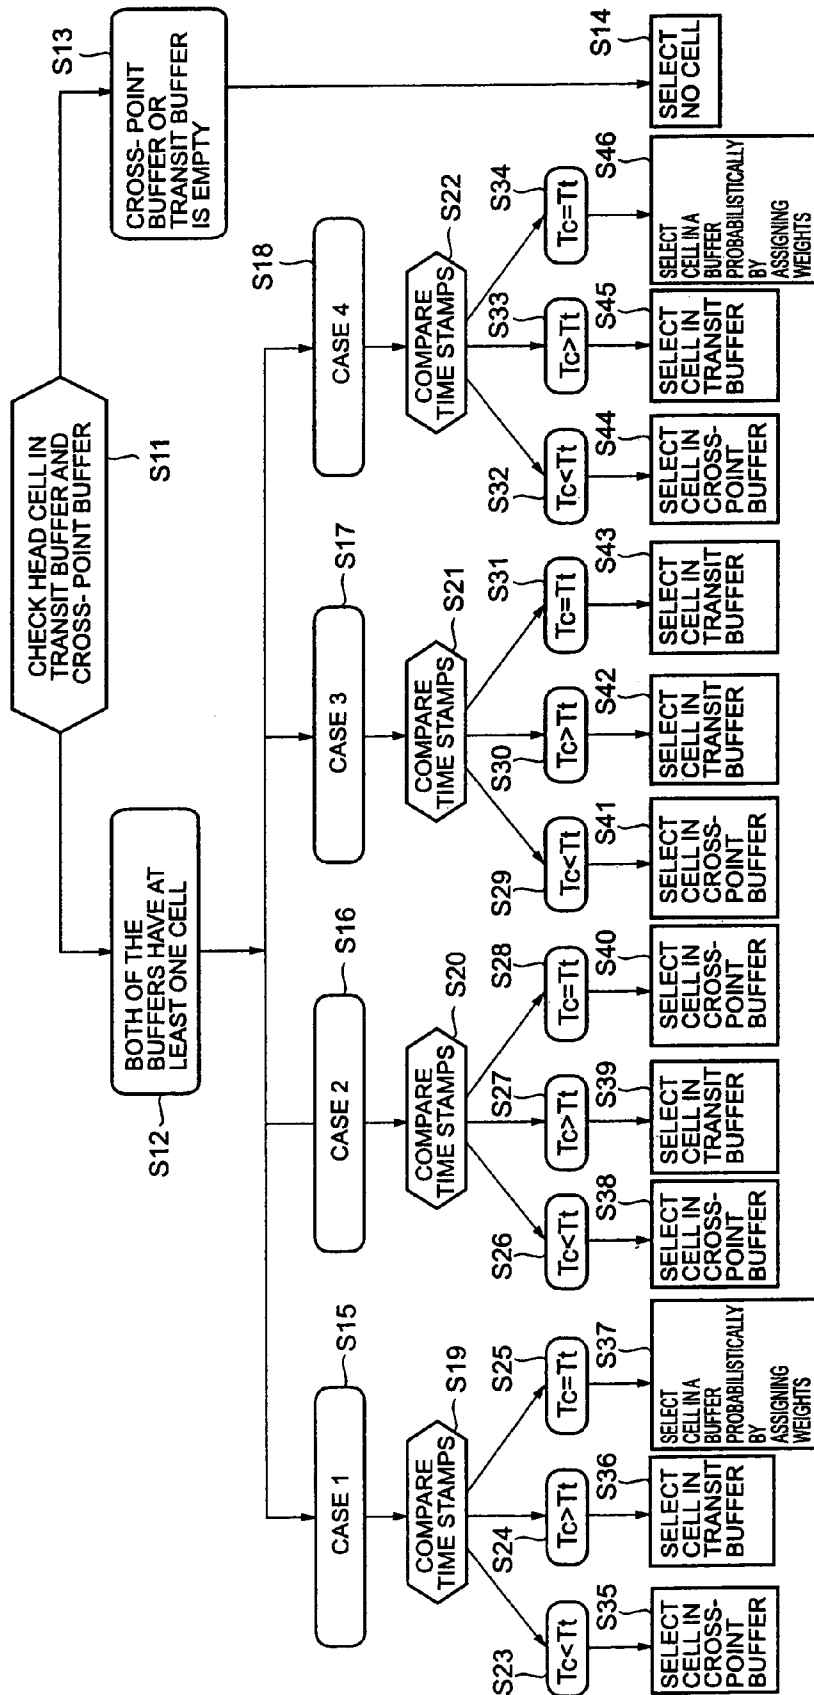 CHECK HEAD CELL IN
TRANSIT BUFFER AND
CROSS- POINT BUFFER
S11
BOTH OF THE
BUFFERS HAVE AT
LEAST ONE CELL
S12
CROSS- POINT
BUFFER OR
TRANSIT BUFFER
IS EMPTY
S13
SELECT
NO CELL
S14
CASE 1
S15
CASE 2
S16
CASE 3
S17
CASE 4
S18
COMPARE
TIME STAMPS
S19
COMPARE
TIME STAMPS
S20
COMPARE
TIME STAMPS
S21
COMPARE
TIME STAMPS
S22
Tc<Tt
S23
Tc>Tt
S24
Tc=Tt
S25
Tc<Tt
S26
Tc>Tt
S27
Tc=Tt
S28
Tc<Tt
S29
Tc>Tt
S30
Tc=Tt
S31
Tc<Tt
S32
Tc>Tt
S33
Tc=Tt
S34
SELECT
CELL IN
CROSS-
POINT
BUFFER
S35
SELECT
CELL IN
TRANSIT
BUFFER
S36
SELECT
CELL IN A
BUFFER
PROBABILISTICALLY
BY
ASSIGNING
WEIGHTS
S37
SELECT
CELL IN
CROSS-
POINT
BUFFER
S38
SELECT
CELL IN
TRANSIT
BUFFER
S39
SELECT
CELL IN
CROSS-
POINT
BUFFER
S40
SELECT
CELL IN
CROSS-
POINT
BUFFER
S41
SELECT
CELL IN
TRANSIT
BUFFER
S42
SELECT
CELL IN
TRANSIT
BUFFER
S43
SELECT
CELL IN
CROSS-
POINT
BUFFER
S44
SELECT
CELL IN
TRANSIT
BUFFER
S45
SELECT
CELL IN A
BUFFER
PROBABILISTICALLY
BY
ASSIGNING
WEIGHTS
S46